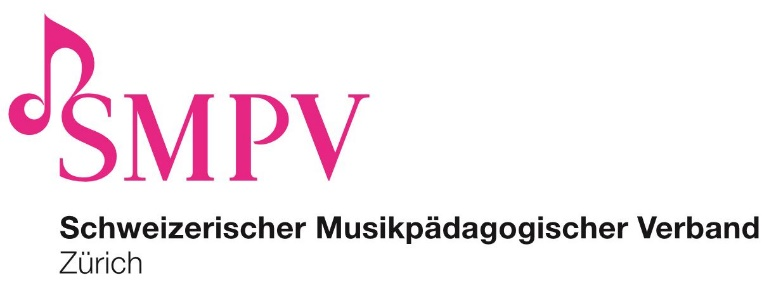 SMPV
Schweizerischer Musikpädagogischer Verband
Zürich